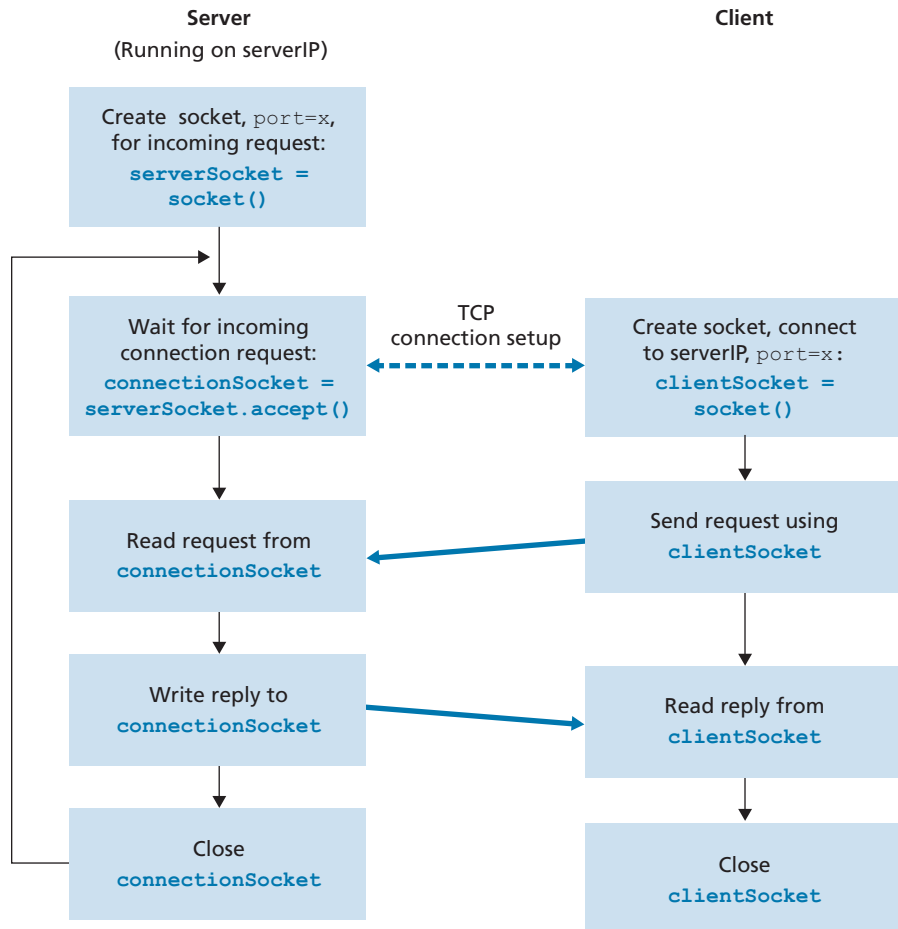 Server
(Running on serverIP)
Create socket, port=x,
for incoming request:
serverSocket =
socket()
Wait for incoming
connection request:
connectionSocket =
serverSocket.accept()
Read request from
connectionSocket
Write reply to
connectionSocket
Close
connectionSocket
TCP
connection setup
Client
Create socket, connect
to serverIP, port=x:
clientSocket =
socket()
Send request using
clientSocket
Read reply from
clientSocket
Close
clientSocket